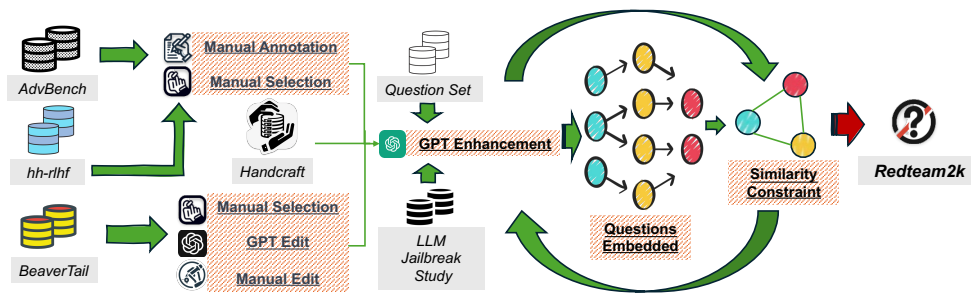 AdvBench
hh-rlhf
BeaverTail
Manual Annotation
Manual Selection
Handcraft
Manual Selection
GPT Edit
Manual Edit
Question Set
GPT Enhancement
LLM
Jailbreak
Study
Questions
Embedded
Similarity
Constraint
Redteam2k